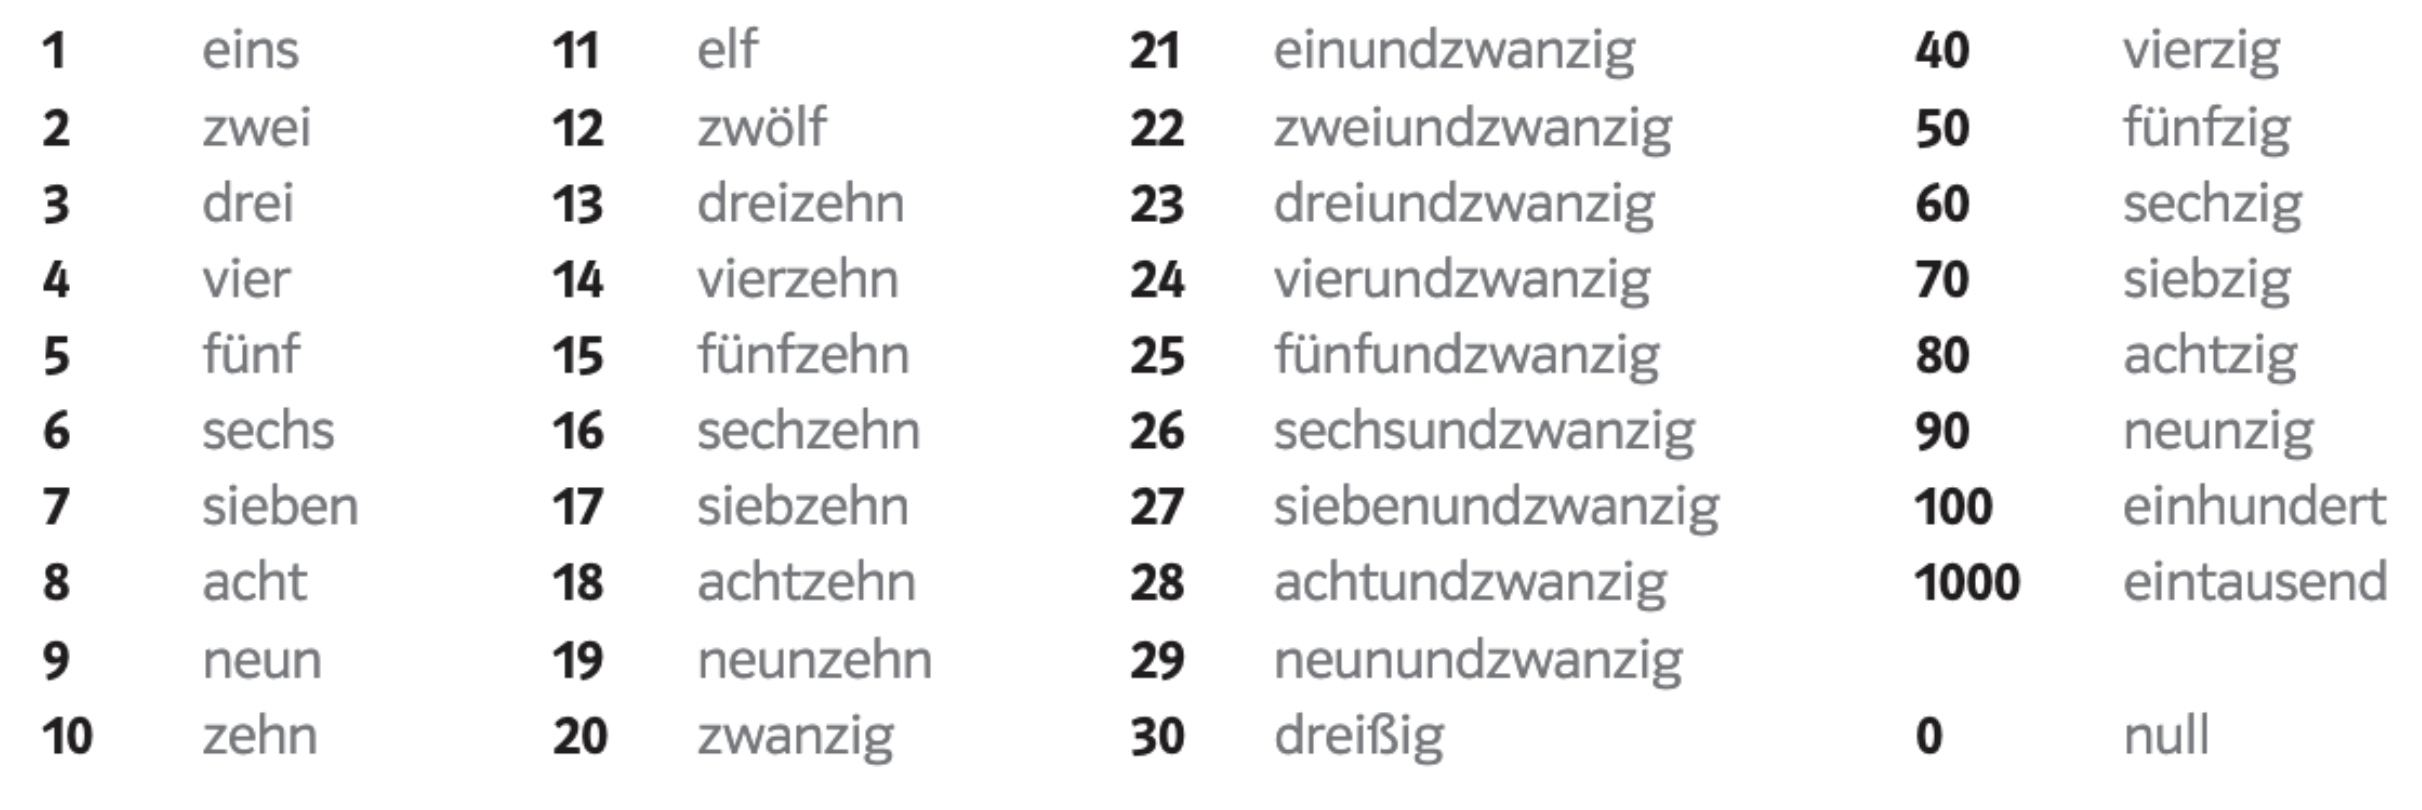 1 eins 11 elf 21 einundzwanzig 40 vierzig
2 zwei 12 zwölf 22 zweiundzwanzig 50 fünfzig
3 drei 13 dreizehn 23 dreiundzwanzig 60 sechzig
4 vier 14 vierzehn 24 vierundzwanzig 70 siebzig
5 fünf 15 fünfzehn 25 fünfundzwanzig 80 achtzig
6 sechs 16 sechzehn 26 sechsundzwanzig 90 neunzig
7 sieben 17 siebzehn 27 siebenundzwanzig 100 einhundert
8 acht 18 achtzehn 28 achtundzwanzig 1000 eintausend
9 neun 19 neunzehn 29 neunundzwanzig
10 zehn 20 zwanzig 30 dreißig 0 null